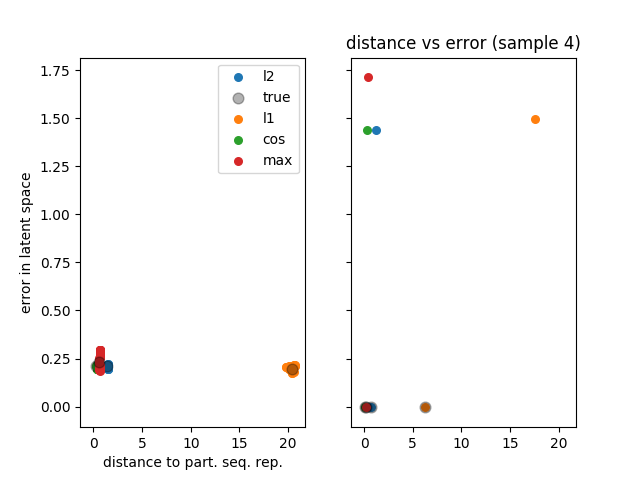 distance vs error (sample 4)
error in latent space
1.75
1.50
1.25
1.00
0.75
0.50
0.25
0.00
l2
true
l1
cos
max
0 5 10 15 20
0 5 10 15 20
distance to part. seq. rep.